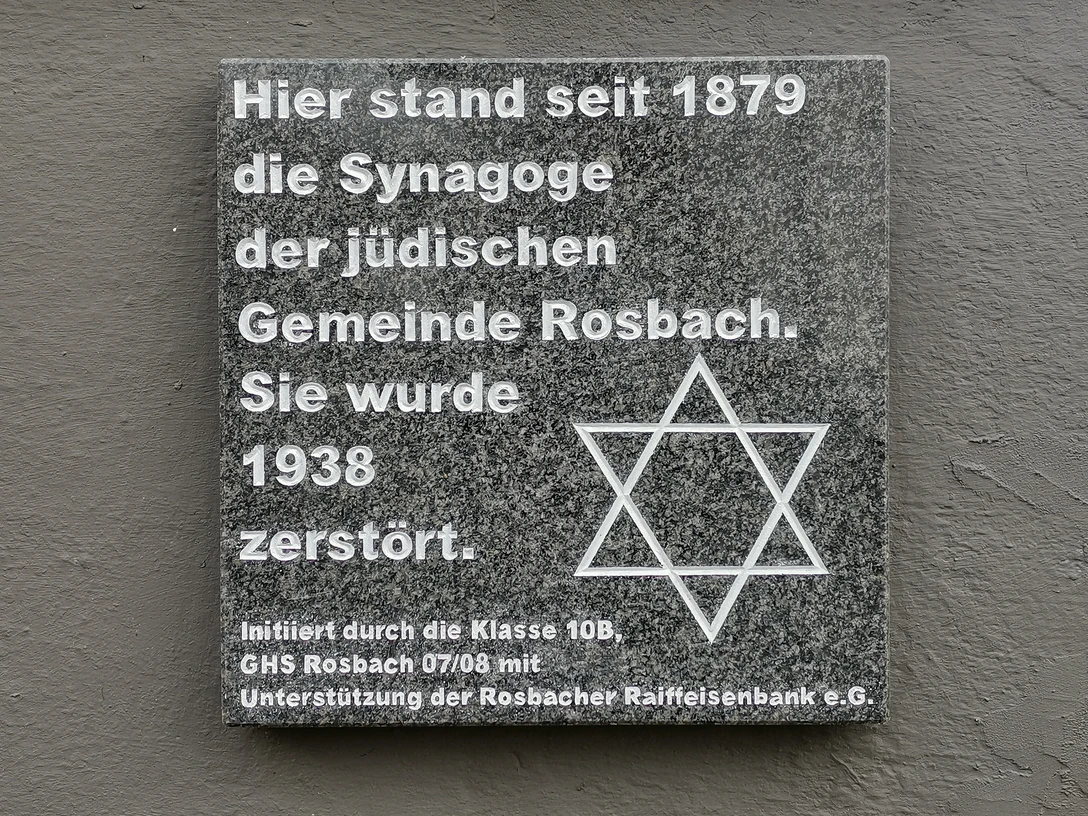 Hier stand seit 1879
die Synagoge
der jüdischen
Gemeinde Rosbach.
Sie wurde
1938
zerstört.
Initiiert durch die Klasse 10B,
GHS Rosbach 07/08 mit
Unterstützung der Rosbacher Raiffeisenbank e.G.